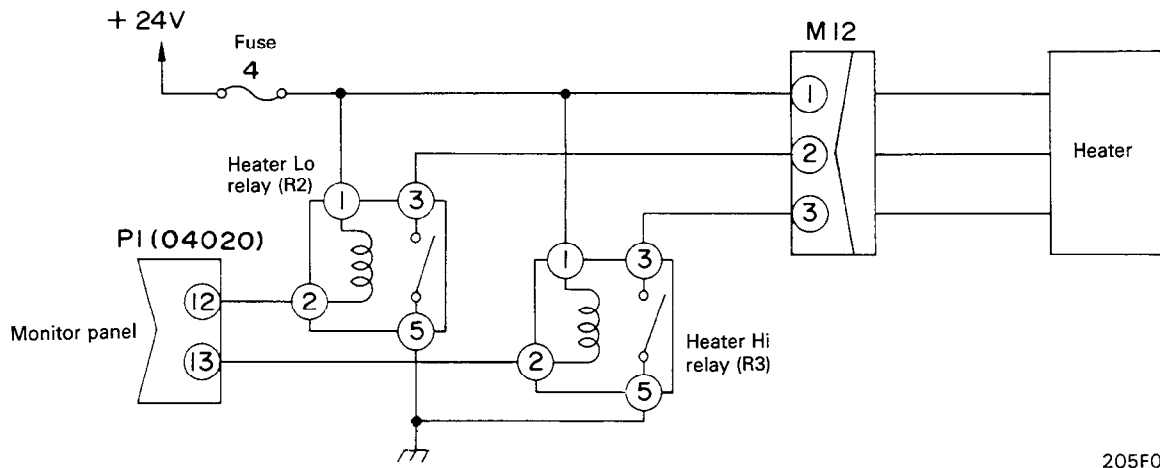 + 24V
Fuse
4
M12
1
2
3
Heater
Heater Lo
relay (R2)
1
3
2
5
P1(04020)
12
13
Monitor panel
1
3
2
5
Heater Hi
relay (R3)
205F0